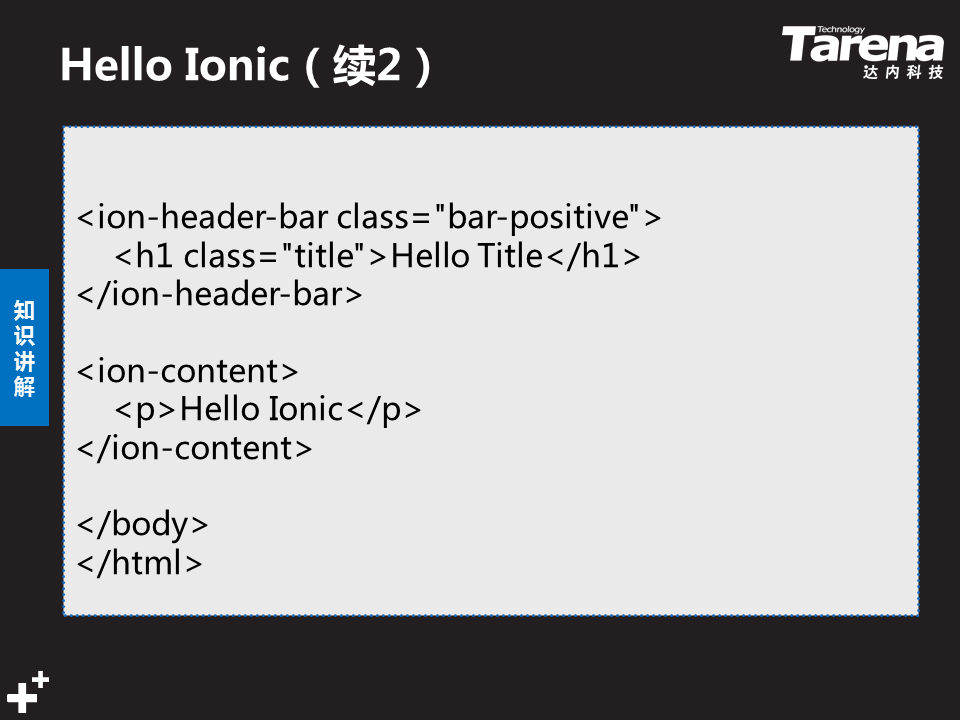 Hello Ionic（续2）
Technology
Tarena
达内科技
知
识
讲
解
<ion-header-bar class="bar-positive">
    <h1 class="title">Hello Title</h1>
</ion-header-bar>
<ion-content>
    <p>Hello Ionic</p>
</ion-content>
</body>
</html>